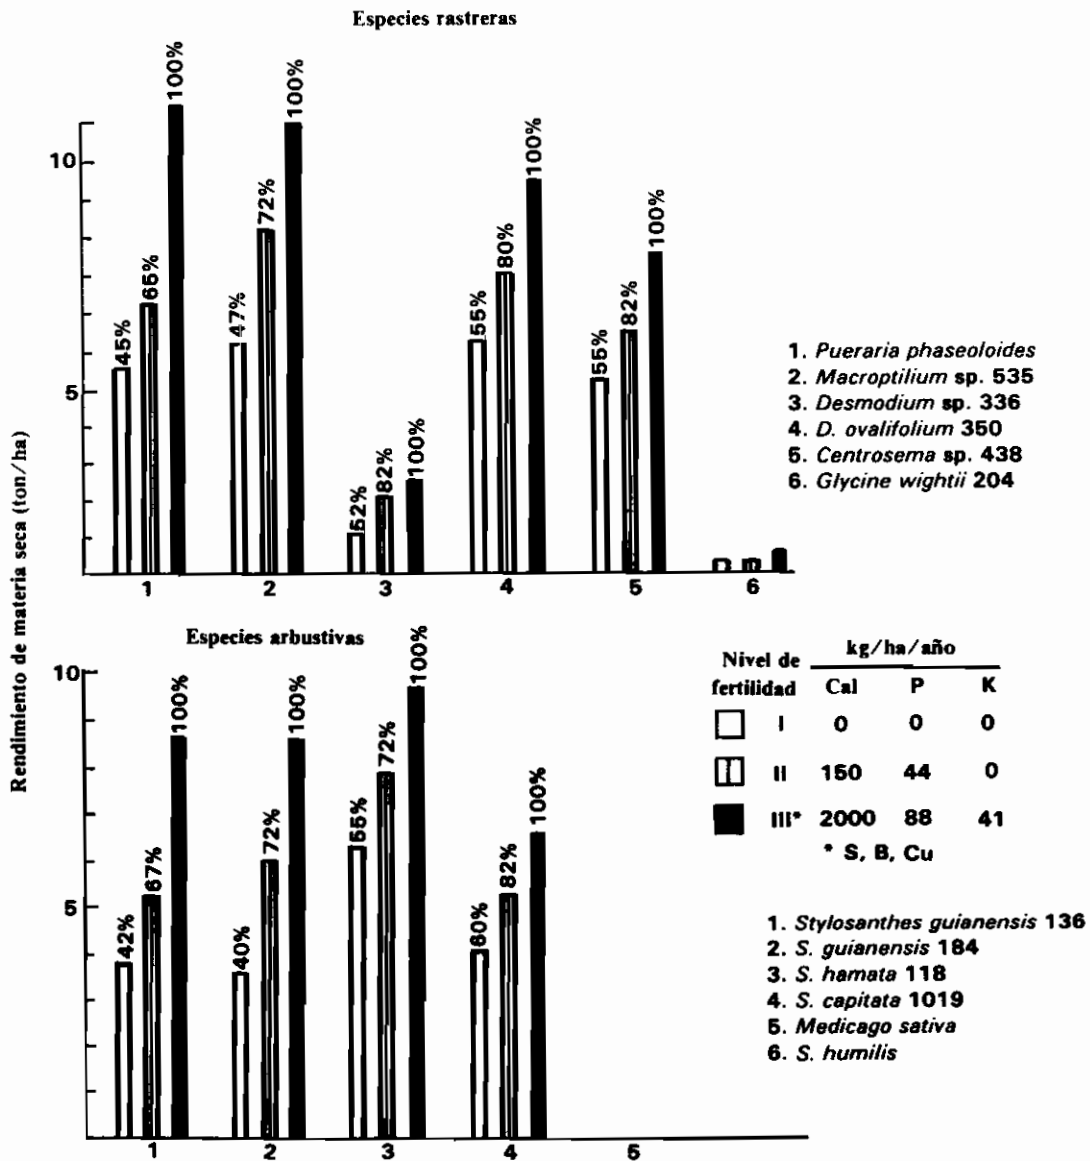 Especies rastreras
Rendimiento de materia seca (ton/ha)
10
5
45%
65%
100%
47%
72%
100%
52%
82%
100%
55%
80%
100%
55%
82%
100%
1 2 3 4 5 6
1. Pueraria phaseoloides
2. Macroptilium sp. 535
3. Desmodium sp. 336
4. D. ovalifolium 350
5. Centrosema sp. 438
6. Glycine wightii 204
Especies arbustivas
10
5
42%
67%
100%
40%
72%
100%
55%
72%
100%
60%
82%
100%
1 2 3 4 5
Nivel de fertilidad
kg/ha/año
Cal P K
I 0 0 0
II 150 44 0
III* 2000 88 41
* S, B, Cu
1. Stylosanthes guianensis 136
2. S. guianensis 184
3. S. hamata 118
4. S. capitata 1019
5. Medicago sativa
6. S. humilis